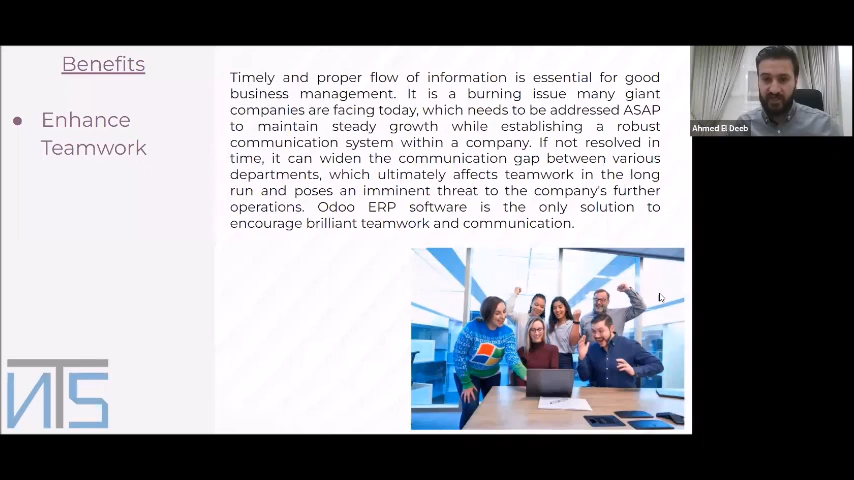 Benefits
Enhance
Teamwork
Timely and proper flow of information is essential for good
business management. It is a burning issue many giant
companies are facing today, which needs to be addressed ASAP
to maintain steady growth while establishing a robust
communication system within a company. If not resolved in
time, it can widen the communication gap between various
departments, which ultimately affects teamwork in the long
run and poses an imminent threat to the company's further
operations. Odoo ERP software is the only solution to
encourage brilliant teamwork and communication.
NTS
Ahmed El Deeb